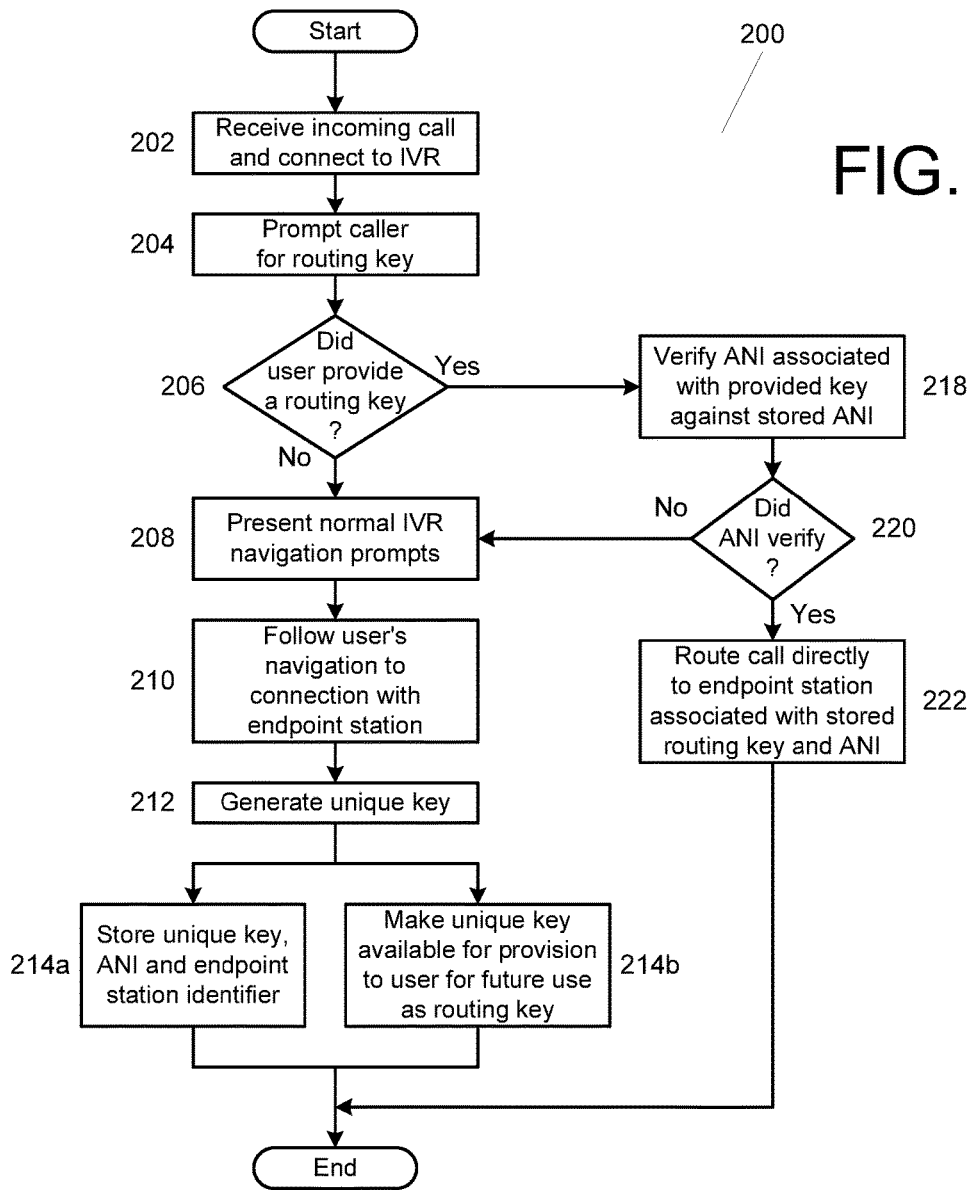 Start
200
FIG.
202
Receive incoming call
and connect to IVR
204
Prompt caller
for routing key
206
Did
user provide
a routing key
?
Yes
No
Verify ANI associated
with provided key
against stored ANI
218
208
Present normal IVR
navigation prompts
No
Did
ANI verify
?
220
Yes
210
Follow user's
navigation to
connection with
endpoint station
Route call directly
to endpoint station
associated with stored
routing key and ANI
222
212
Generate unique key
214a
Store unique key,
ANI and endpoint
station identifier
Make unique key
available for provision
to user for future use
as routing key
214b
End